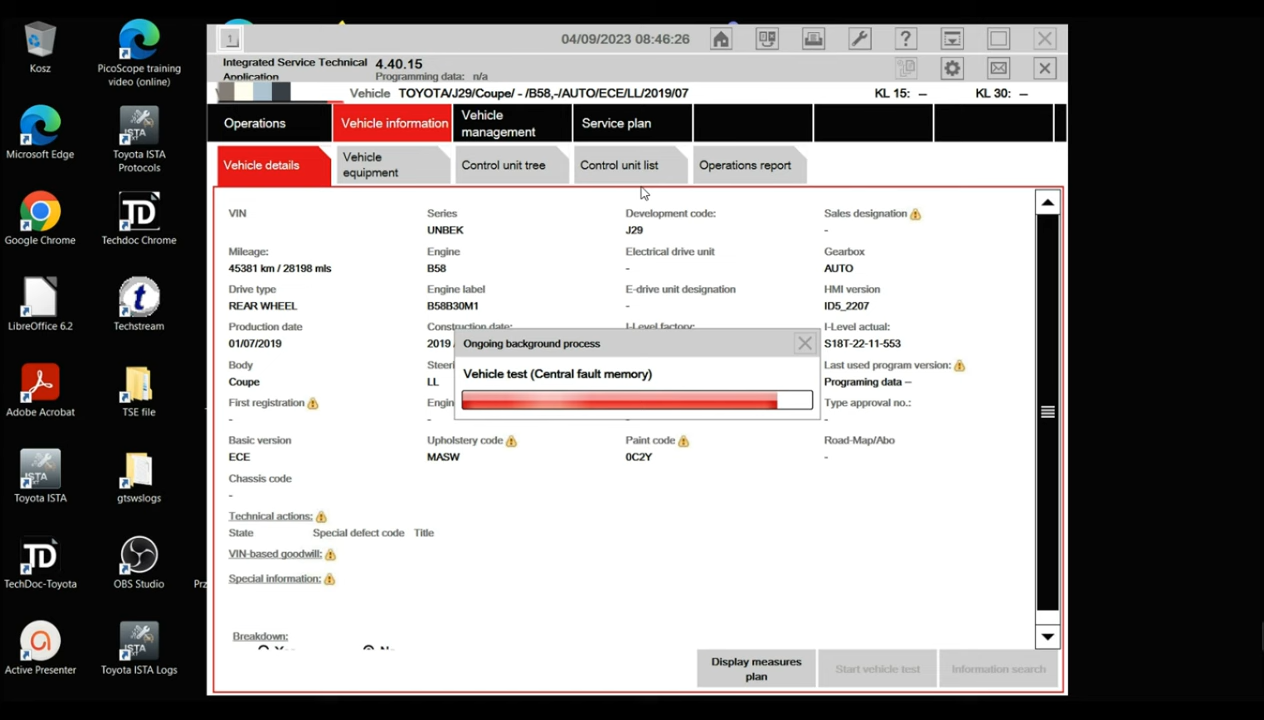 Kosz
PicoScope training
video (online)
Microsoft Edge
Toyota ISTA
Protocols
Google Chrome
Techdoc Chrome
LibreOffice 6.2
Techstream
Adobe Acrobat
TSE file
Toyota ISTA
gtswslogs
TechDoc-Toyota
OBS Studio
Active Presenter
Toyota ISTA Logs
1
04/09/2023 08:46:26
Integrated Service Technical
Application
4.40.15
Programming data: n/a
Vehicle TOYOTA/J29/Coupe/ - /B58,-/AUTO/ECE/LL/2019/07
KL 15: --
KL 30: --
Operations
Vehicle information
Vehicle
management
Service plan
Vehicle details
Vehicle
equipment
Control unit tree
Control unit list
Operations report
VIN
Series
Development code:
Sales designation
UNBEK
J29
-
Mileage:
Engine
Electrical drive unit
Gearbox
45381 km / 28198 mls
B58
-
AUTO
Drive type
Engine label
E-drive unit designation
HMI version
REAR WHEEL
B58B30M1
-
ID5_2207
Production date
Construction date:
I-Level factory:
I-Level actual:
01/07/2019
2019
S18T-22-11-553
Ongoing background process
Vehicle test (Central fault memory)
Body
Steeri
Last used program version:
Coupe
LL
Programing data --
First registration
Engin
Type approval no.:
-
-
-
-
Basic version
Upholstery code
Paint code
Road-Map/Abo
ECE
MASW
0C2Y
-
Chassis code
-
Technical actions:
State
Special defect code
Title
VIN-based goodwill:
Special information:
Breakdown:
Yes
No
Display measures
plan
Start vehicle test
Information search